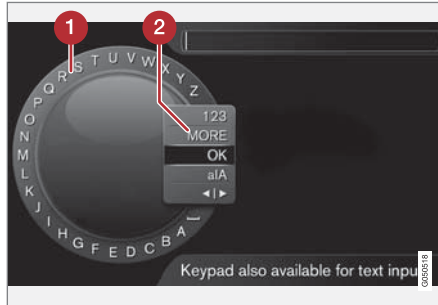 1
2
A B C D E F G H I J K L M N O P Q R S T U V W X Y Z
123
MORE
OK
a|A
◄|►
Keypad also available for text inpu
G050518